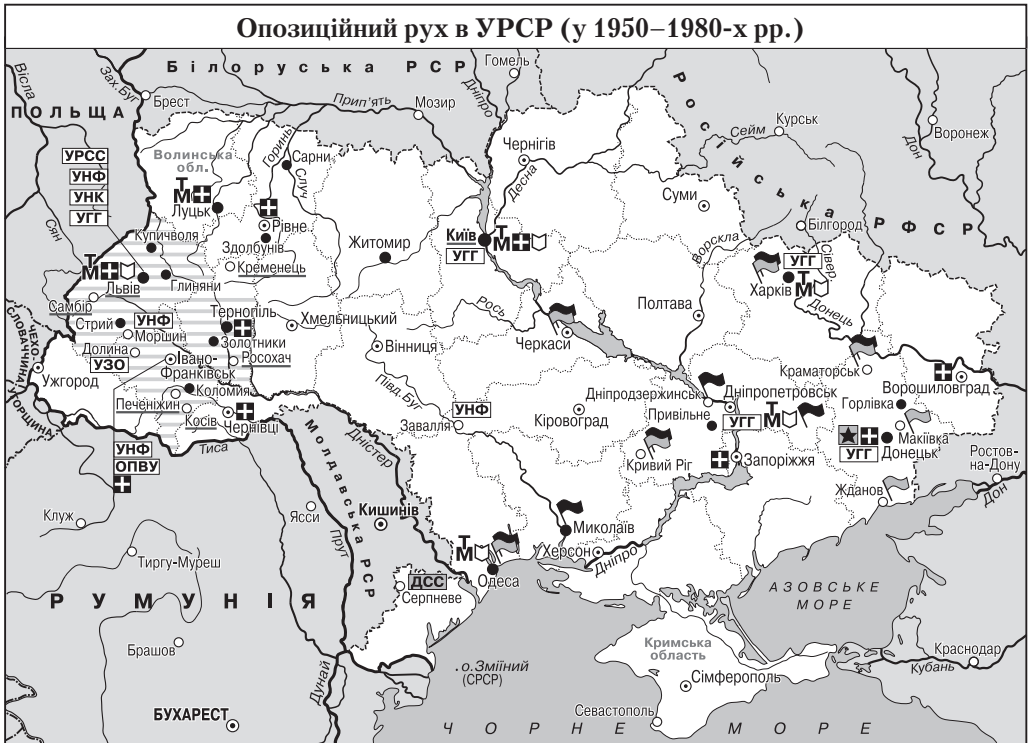 Опозиційний рух в УРСР (у 1950–1980-х рр.)
Білоруська РСР
Гомель
Вісла
Зах.Буг
Брест
Прип'ять
Мозир
Дніпро
Російська РФСР
Курськ
Сейм
Дон
Воронеж
ПОЛЬЩА
УРСС
УНФ
УНК
УГГ
Сян
Волинська
обл.
Горинь
Сарни
Случ
Чернігів
Десна
Суми
Т
М
Луцьк
Рівне
Здолбунів
Кременець
Житомир
Київ
УГГ
Т
М
Ворскла
Білгород
Сівер.
Донець
Купичволя
Т
М
Львів
Глиняни
УГГ
Харків
Т
М
Самбір
Стрий
УНФ
Моршин
Тернопіль
Золотники
Хмельницький
Рось
Полтава
Долина
УЗО
Росохач
Вінниця
Черкаси
Краматорськ
ЧЕХО-
СЛОВАЧЧИНА
Ужгород
УГОРЩИНА
Івано-
Франківськ
Коломия
Печеніжин
Косів
Чернівці
Півд.Буг
Завалля
УНФ
Кіровоград
Дніпродзержинськ
Дніпропетровськ
Привільне
УГГ
Т
М
Ворошиловград
Горлівка
Макіївка
Донецьк
УГГ
УНФ
ОПВУ
Тиса
Молдавська РСР
Дністер
Кривий Ріг
Запоріжжя
Ростов-
на-Дону
Дон
Жданов
Клуж
Ясси
Кишинів
Прут
Миколаїв
Херсон
Дніпро
Т
М
Одеса
Тиргу-Муреш
ДСС
Серпневе
РУМУНІЯ
АЗОВСЬКЕ
МОРЕ
Брашов
Дунай
о.Зміїний
(СРСР)
Кримська
область
Сімферополь
Краснодар
Кубань
БУХАРЕСТ
Севастополь
ЧОРНЕ МОРЕ